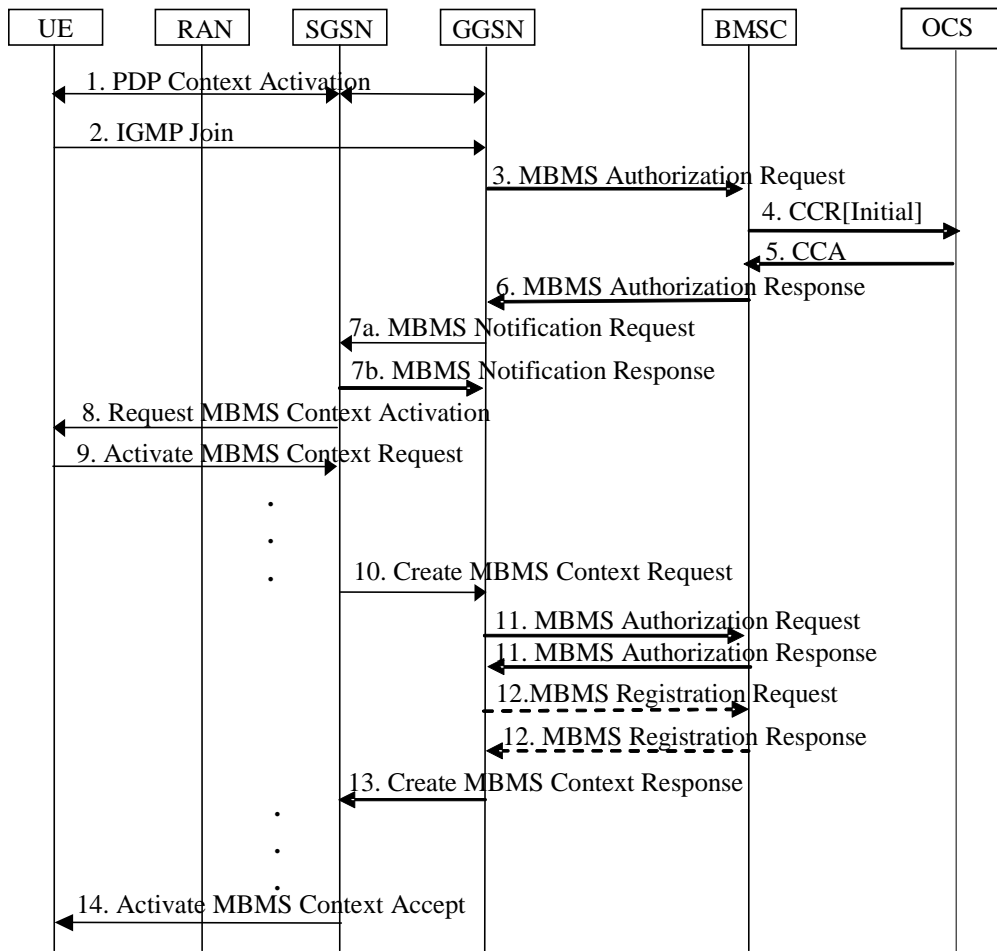 UE RAN SGSN GGSN BMSC OCS
1. PDP Context Activation
2. IGMP Join
3. MBMS Authorization Request
4. CCR[Initial]
5. CCA
6. MBMS Authorization Response
7a. MBMS Notification Request
7b. MBMS Notification Response
8. Request MBMS Context Activation
9. Activate MBMS Context Request
10. Create MBMS Context Request
11. MBMS Authorization Request
11. MBMS Authorization Response
12.MBMS Registration Request
12. MBMS Registration Response
13. Create MBMS Context Response
14. Activate MBMS Context Accept